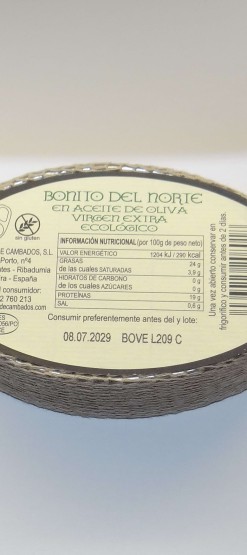 BONITO DEL NORTE
EN ACEITE DE OLIVA
VIRGEN EXTRA
ECOLÓGICO
sin gluten
E CAMBADOS, S.L.
Porto, nº4
tes - Ribadumia
ra - España
consumidor:
2 760 213
decambados.com
ES
INFORMACIÓN NUTRICIONAL (por 100g de peso neto)
VALOR ENERGÉTICO 1204 kJ / 290 kcal
GRASAS 24 g
de las cuales SATURADAS 3,9 g
HIDRATOS DE CARBONO 0 g
de los cuales AZÚCARES 0 g
PROTEÍNAS 19 g
SAL 0,6 g
Consumir preferentemente antes del y lote:
08.07.2029 BOVE L209 C
Una vez abierto conservar en
frigorífico y consumir antes de 2 días.